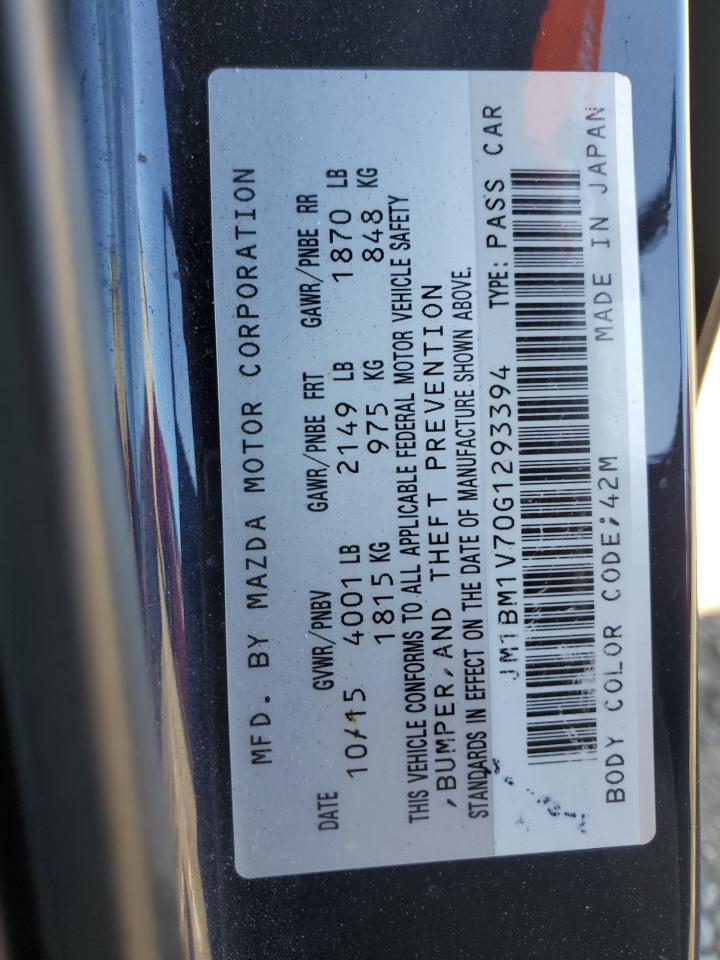 MFD. BY MAZDA MOTOR CORPORATION
DATE GVWR/PNBV GAWR/PNBE FRT GAWR/PNBE RR
10/15 4001 LB 2149 LB 1870 LB
1815 KG 975 KG 848 KG
THIS VEHICLE CONFORMS TO ALL APPLICABLE FEDERAL MOTOR VEHICLE SAFETY
,BUMPER,AND THEFT PREVENTION
STANDARDS IN EFFECT ON THE DATE OF MANUFACTURE SHOWN ABOVE.
JM1BM1V70G1293394 TYPE: PASS CAR
BODY COLOR CODE;42M MADE IN JAPAN